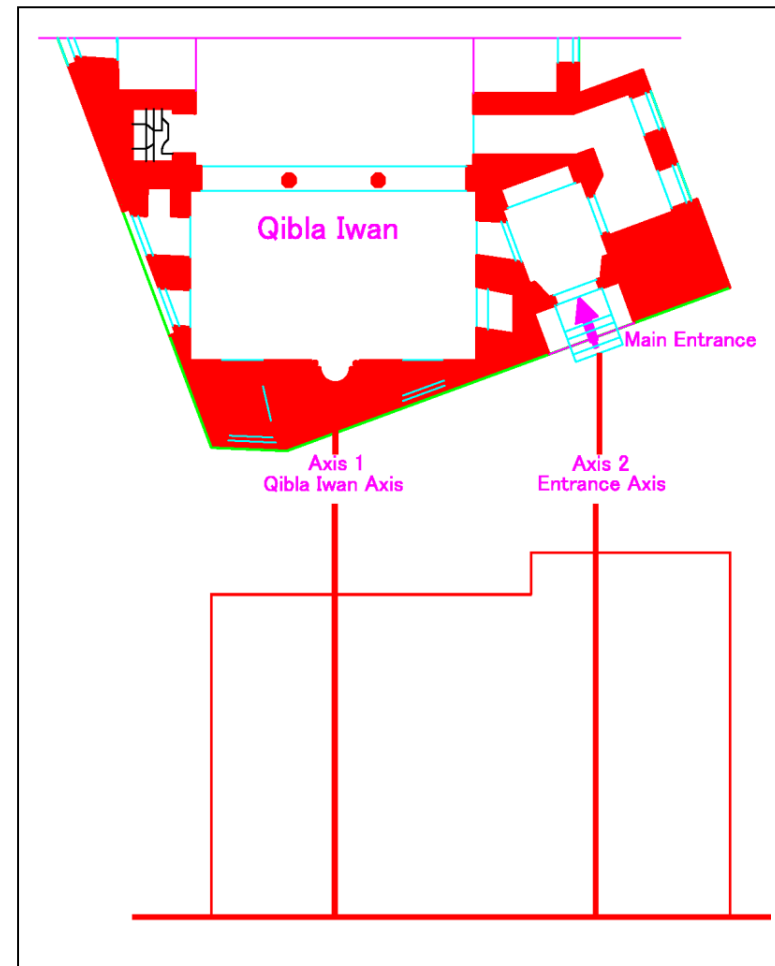 Qibla Iwan
Main Entrance
Axis 1
Qibla Iwan Axis
Axis 2
Entrance Axis